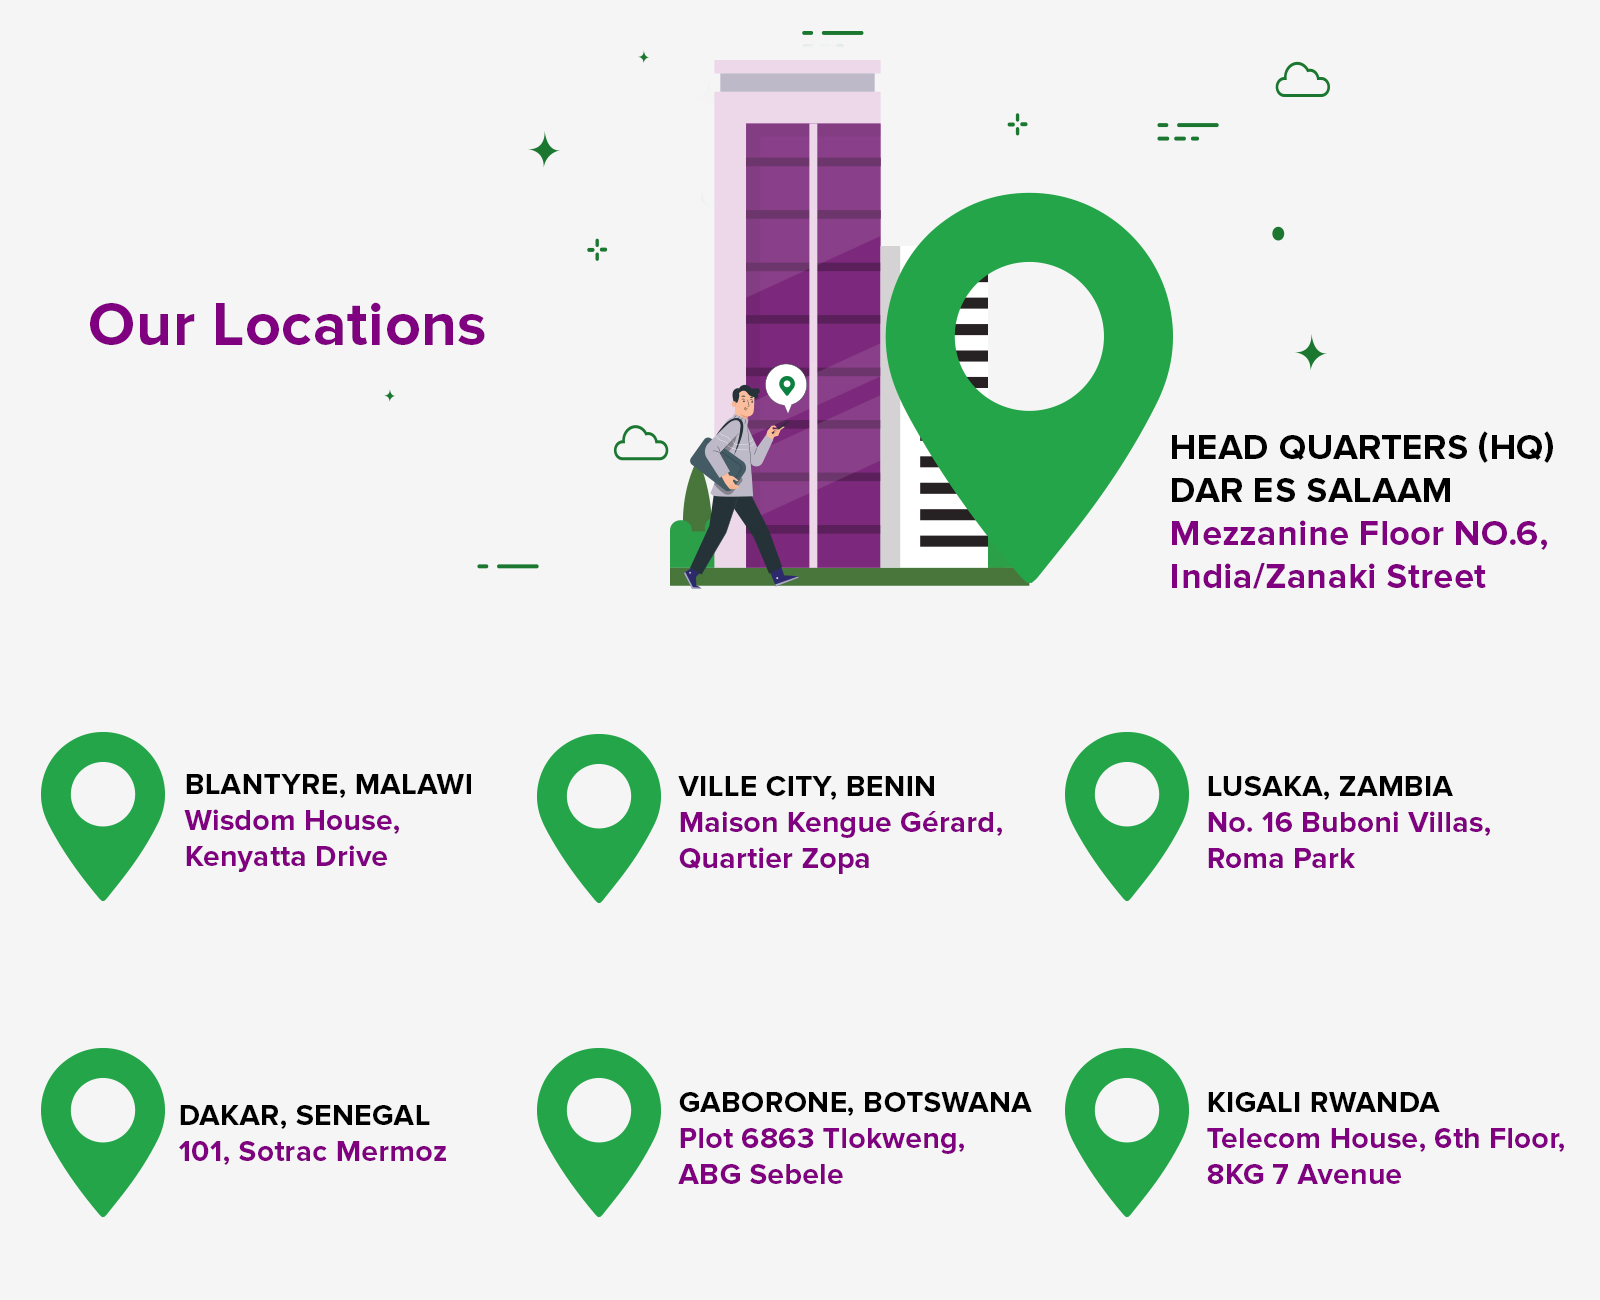 Our Locations
HEAD QUARTERS (HQ)
DAR ES SALAAM
Mezzanine Floor NO.6,
India/Zanaki Street
BLANTYRE, MALAWI
Wisdom House,
Kenyatta Drive
VILLE CITY, BENIN
Maison Kengue Gérard,
Quartier Zopa
LUSAKA, ZAMBIA
No. 16 Buboni Villas,
Roma Park
DAKAR, SENEGAL
101, Sotrac Mermoz
GABORONE, BOTSWANA
Plot 6863 Tlokweng,
ABG Sebele
KIGALI RWANDA
Telecom House, 6th Floor,
8KG 7 Avenue